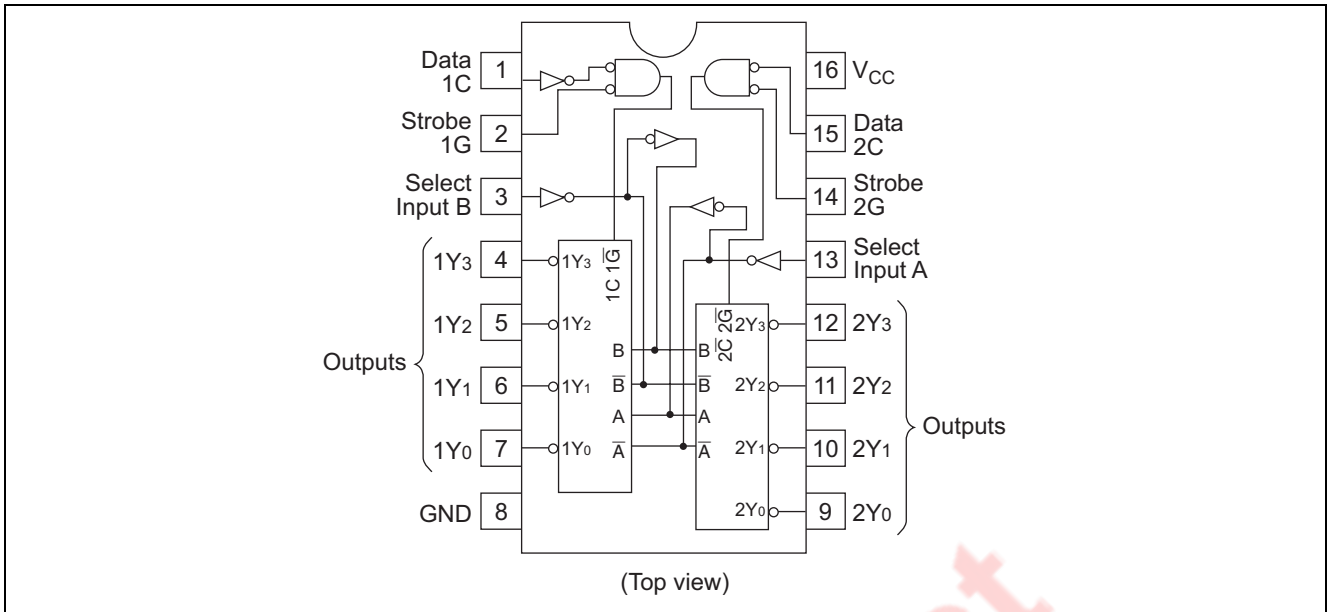 Data 1C 1
Strobe 1G 2
Select Input B 3
1Y3 4
1Y2 5
1Y1 6
1Y0 7
GND 8
Outputs
16 VCC
15 Data 2C
14 Strobe 2G
13 Select Input A
12 2Y3
11 2Y2
10 2Y1
9 2Y0
Outputs
1Y3
1Y2
1Y1
1Y0
1C 1G̅
B
B̅
A
A̅
B
B̅
A
A̅
2C̅ 2G̅
2Y3
2Y2
2Y1
2Y0
(Top view)